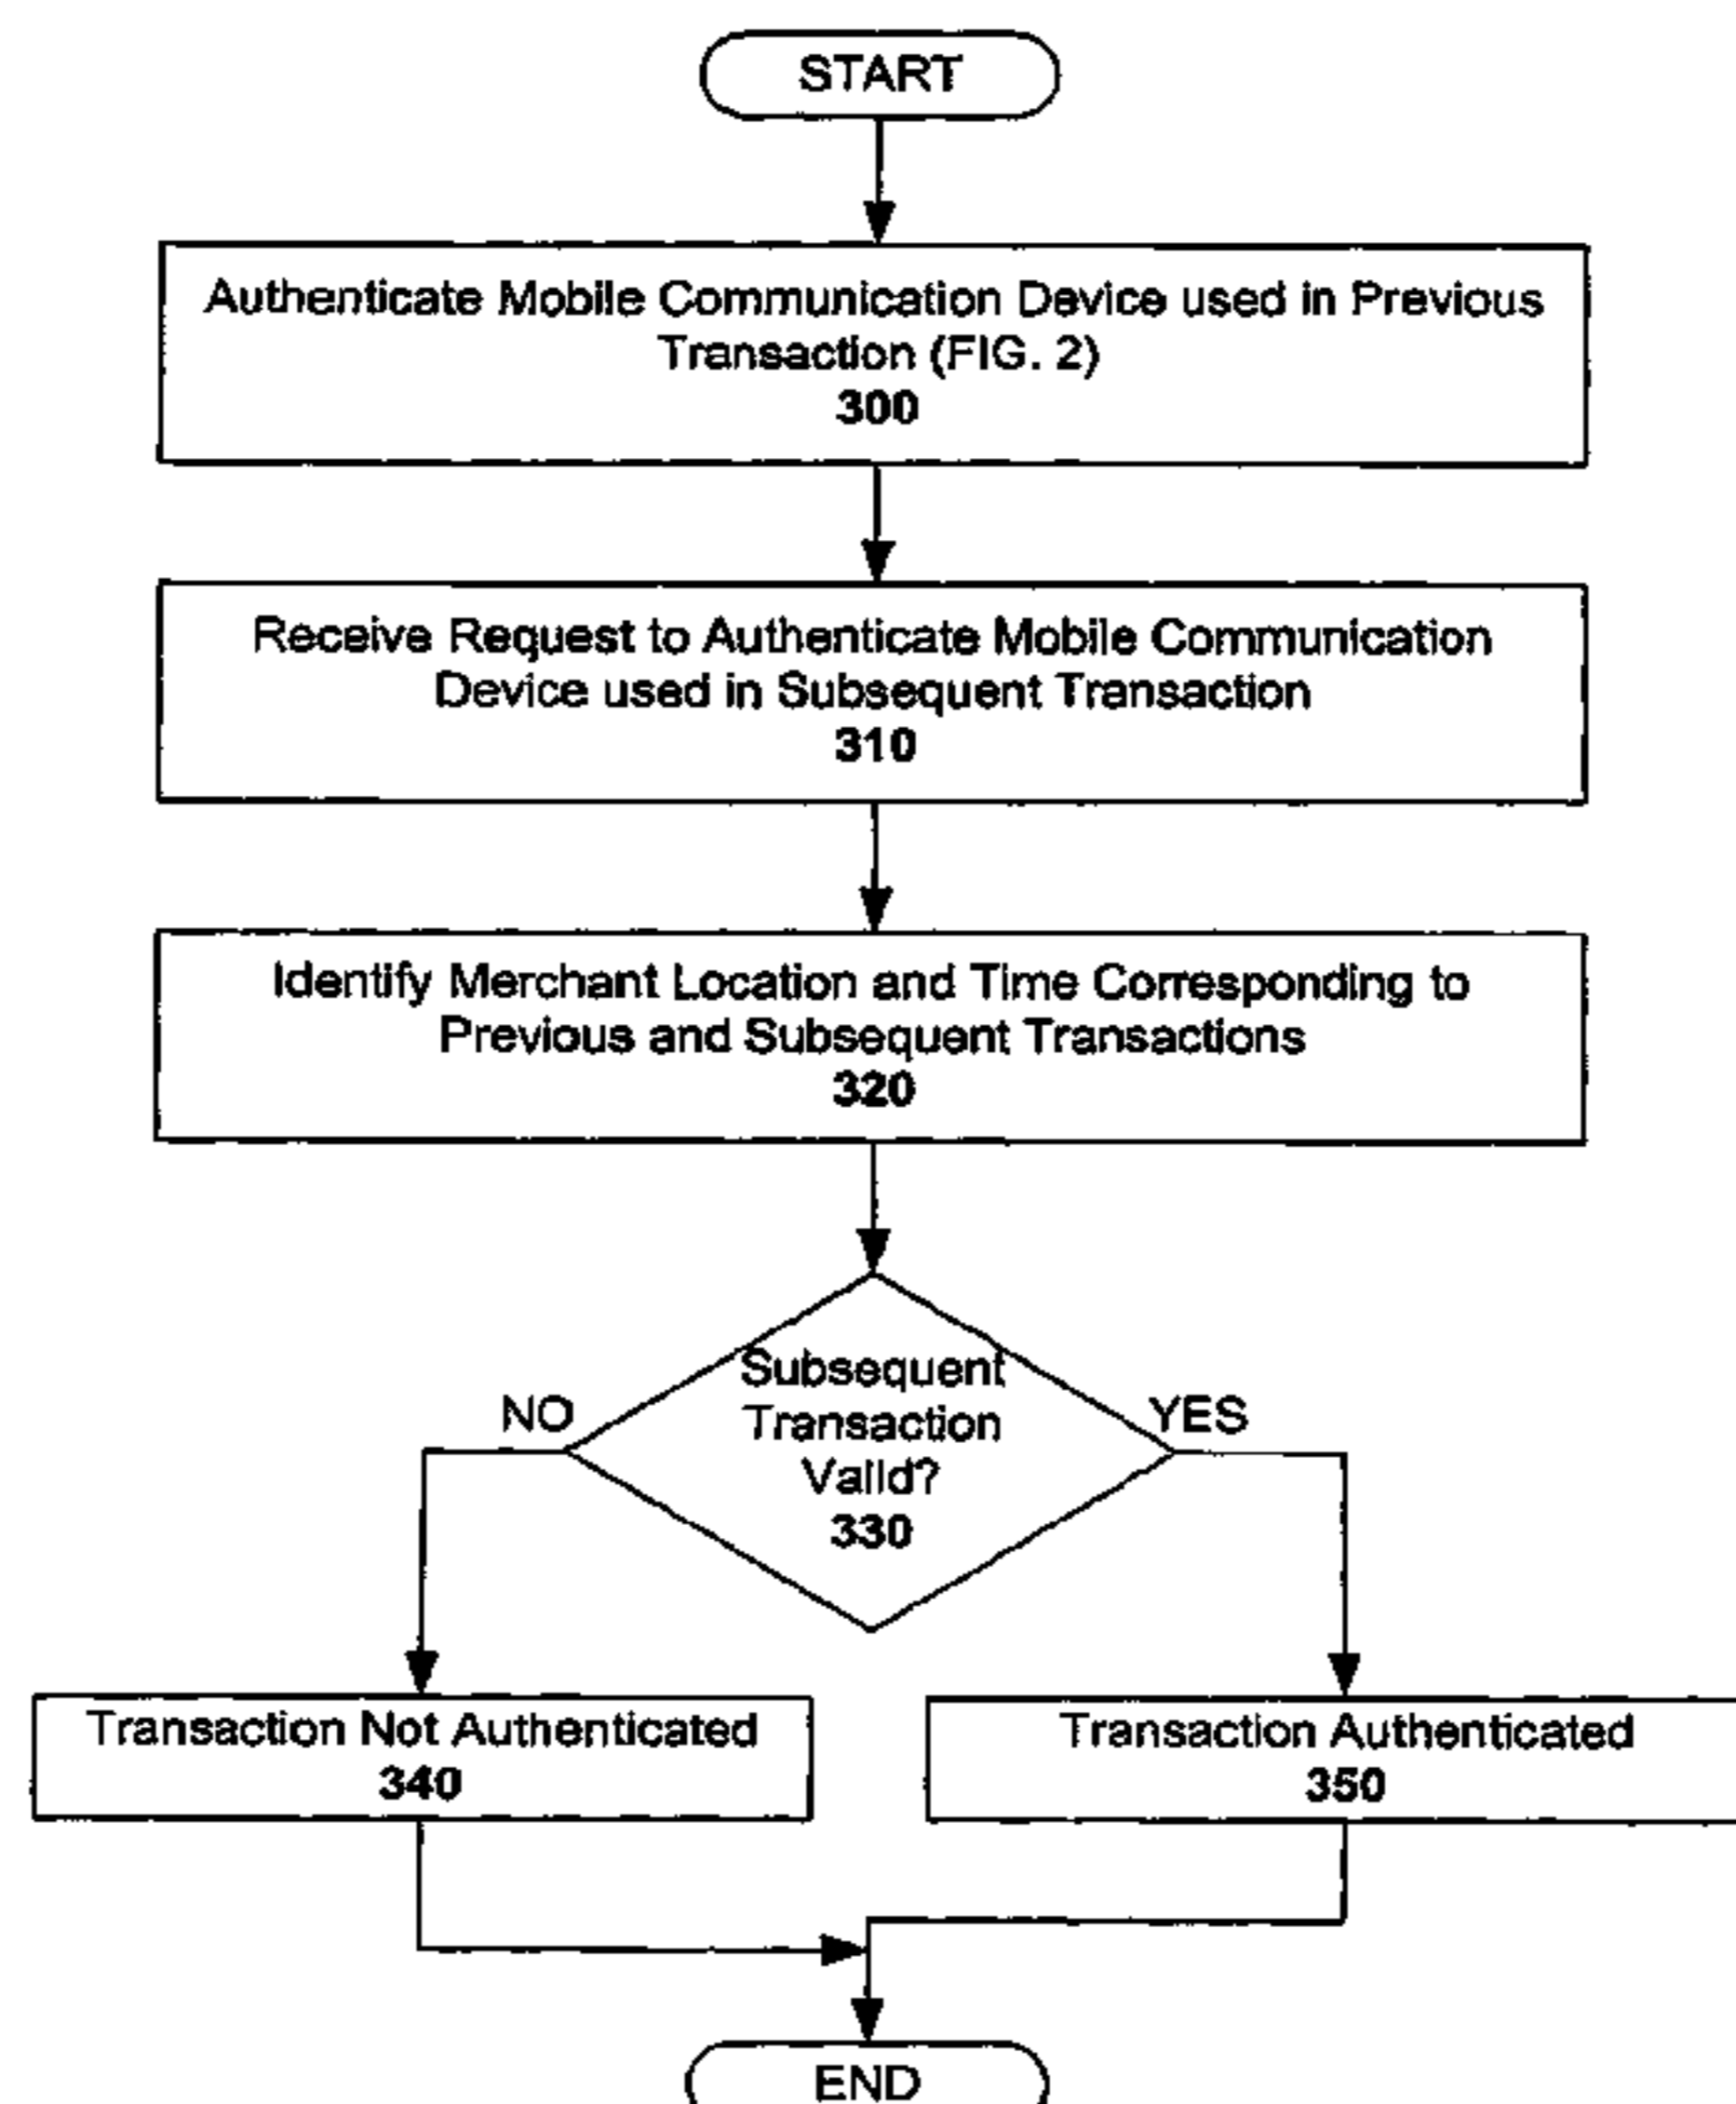 START
Authenticate Mobile Communication Device used in Previous
Transaction (FIG. 2)
300
Receive Request to Authenticate Mobile Communication
Device used in Subsequent Transaction
310
Identify Merchant Location and Time Corresponding to
Previous and Subsequent Transactions
320
Subsequent
Transaction
Valid?
330
NO
YES
Transaction Not Authenticated
340
Transaction Authenticated
350
END